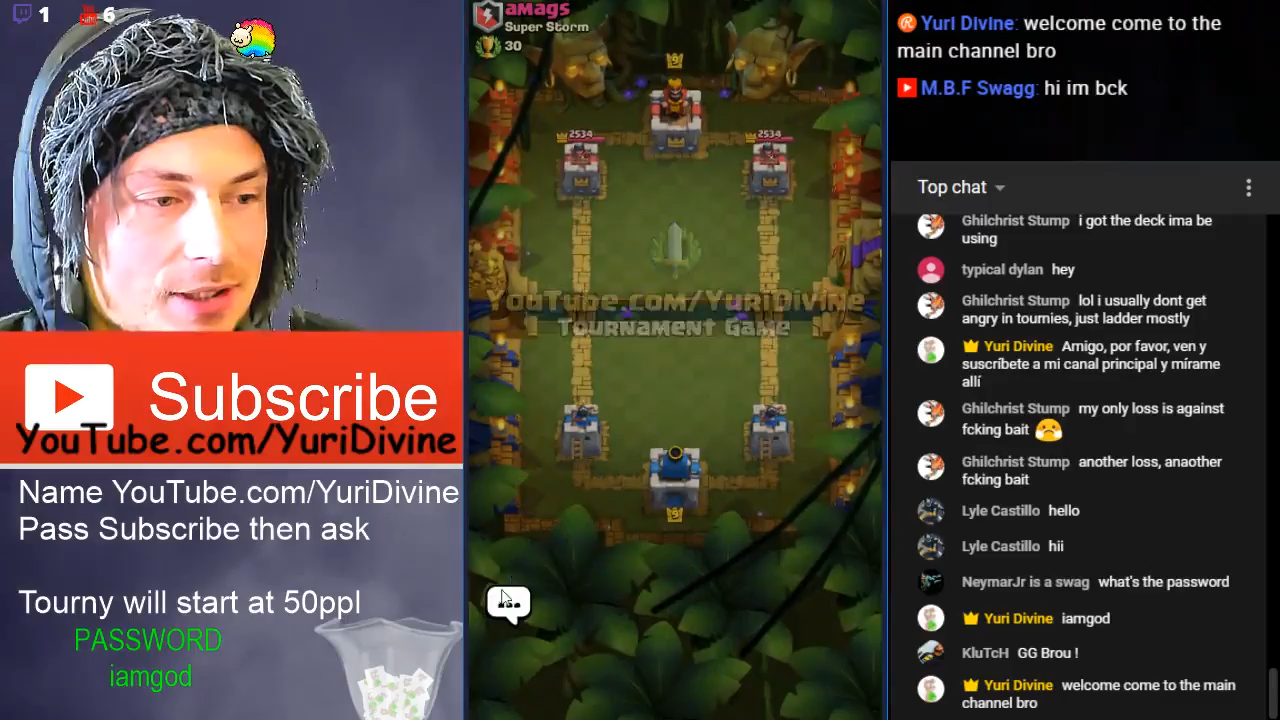 1
6
Subscribe
YouTube.com/YuriDivine
Name YouTube.com/YuriDivine
Pass Subscribe then ask
Tourny will start at 50ppl
PASSWORD
iamgod
amags
Super Storm
30
9
2534
2534
YouTube.com/YuriDivine
Tournament Game
9
Yuri Divine: welcome come to the
main channel bro
M.B.F Swagg: hi im bck
Top chat
Ghilchrist Stump i got the deck ima be
using
typical dylan hey
Ghilchrist Stump lol i usually dont get
angry in tournies, just ladder mostly
Yuri Divine Amigo, por favor, ven y
suscríbete a mi canal principal y mírame
allí
Ghilchrist Stump my only loss is against
fcking bait
Ghilchrist Stump another loss, anaother
fcking bait
Lyle Castillo hello
Lyle Castillo hii
NeymarJr is a swag what's the password
Yuri Divine iamgod
KluTcH GG Brou !
Yuri Divine welcome come to the main
channel bro